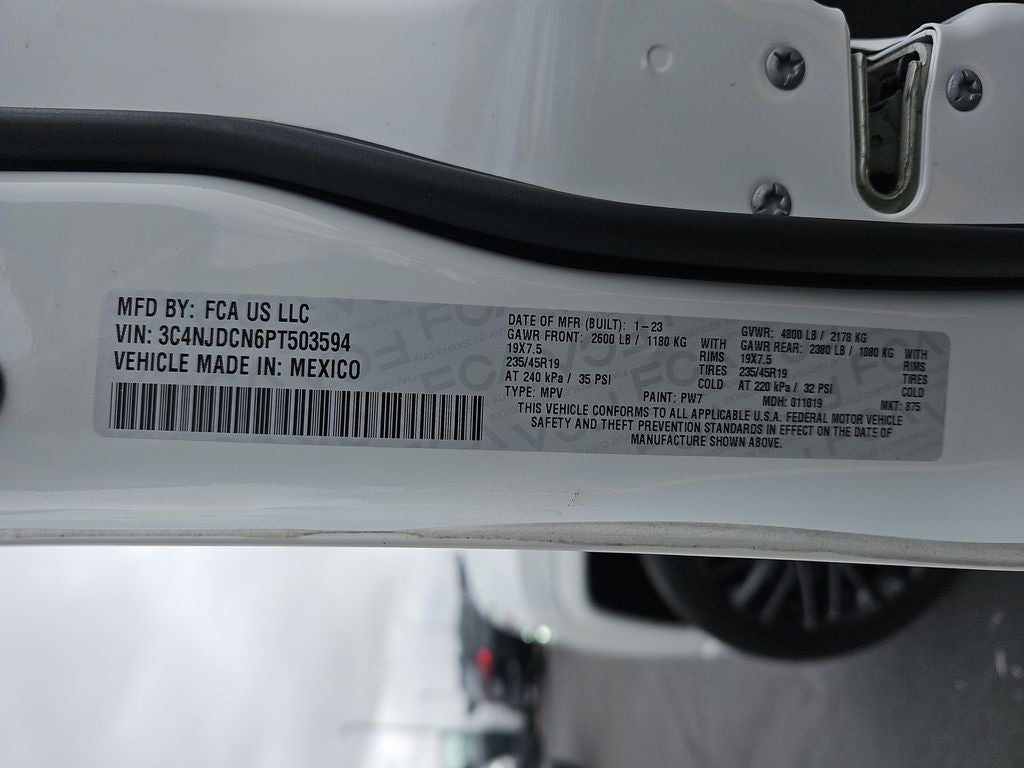 MFD BY: FCA US LLC
VIN: 3C4NJDCN6PT503594
VEHICLE MADE IN: MEXICO
DATE OF MFR (BUILT): 1-23
GAWR FRONT: 2600 LB / 1180 KG WITH
19X7.5 RIMS
235/45R19 TIRES
AT 240 kPa / 35 PSI COLD
GVWR: 4800 LB / 2178 KG
GAWR REAR: 2380 LB / 1080 KG WITH
19X7.5 RIMS
235/45R19 TIRES
AT 220 kPa / 32 PSI COLD
TYPE: MPV PAINT: PW7 MDH: 011019 MKT: 875
THIS VEHICLE CONFORMS TO ALL APPLICABLE U.S.A. FEDERAL MOTOR VEHICLE
SAFETY AND THEFT PREVENTION STANDARDS IN EFFECT ON THE DATE OF
MANUFACTURE SHOWN ABOVE.